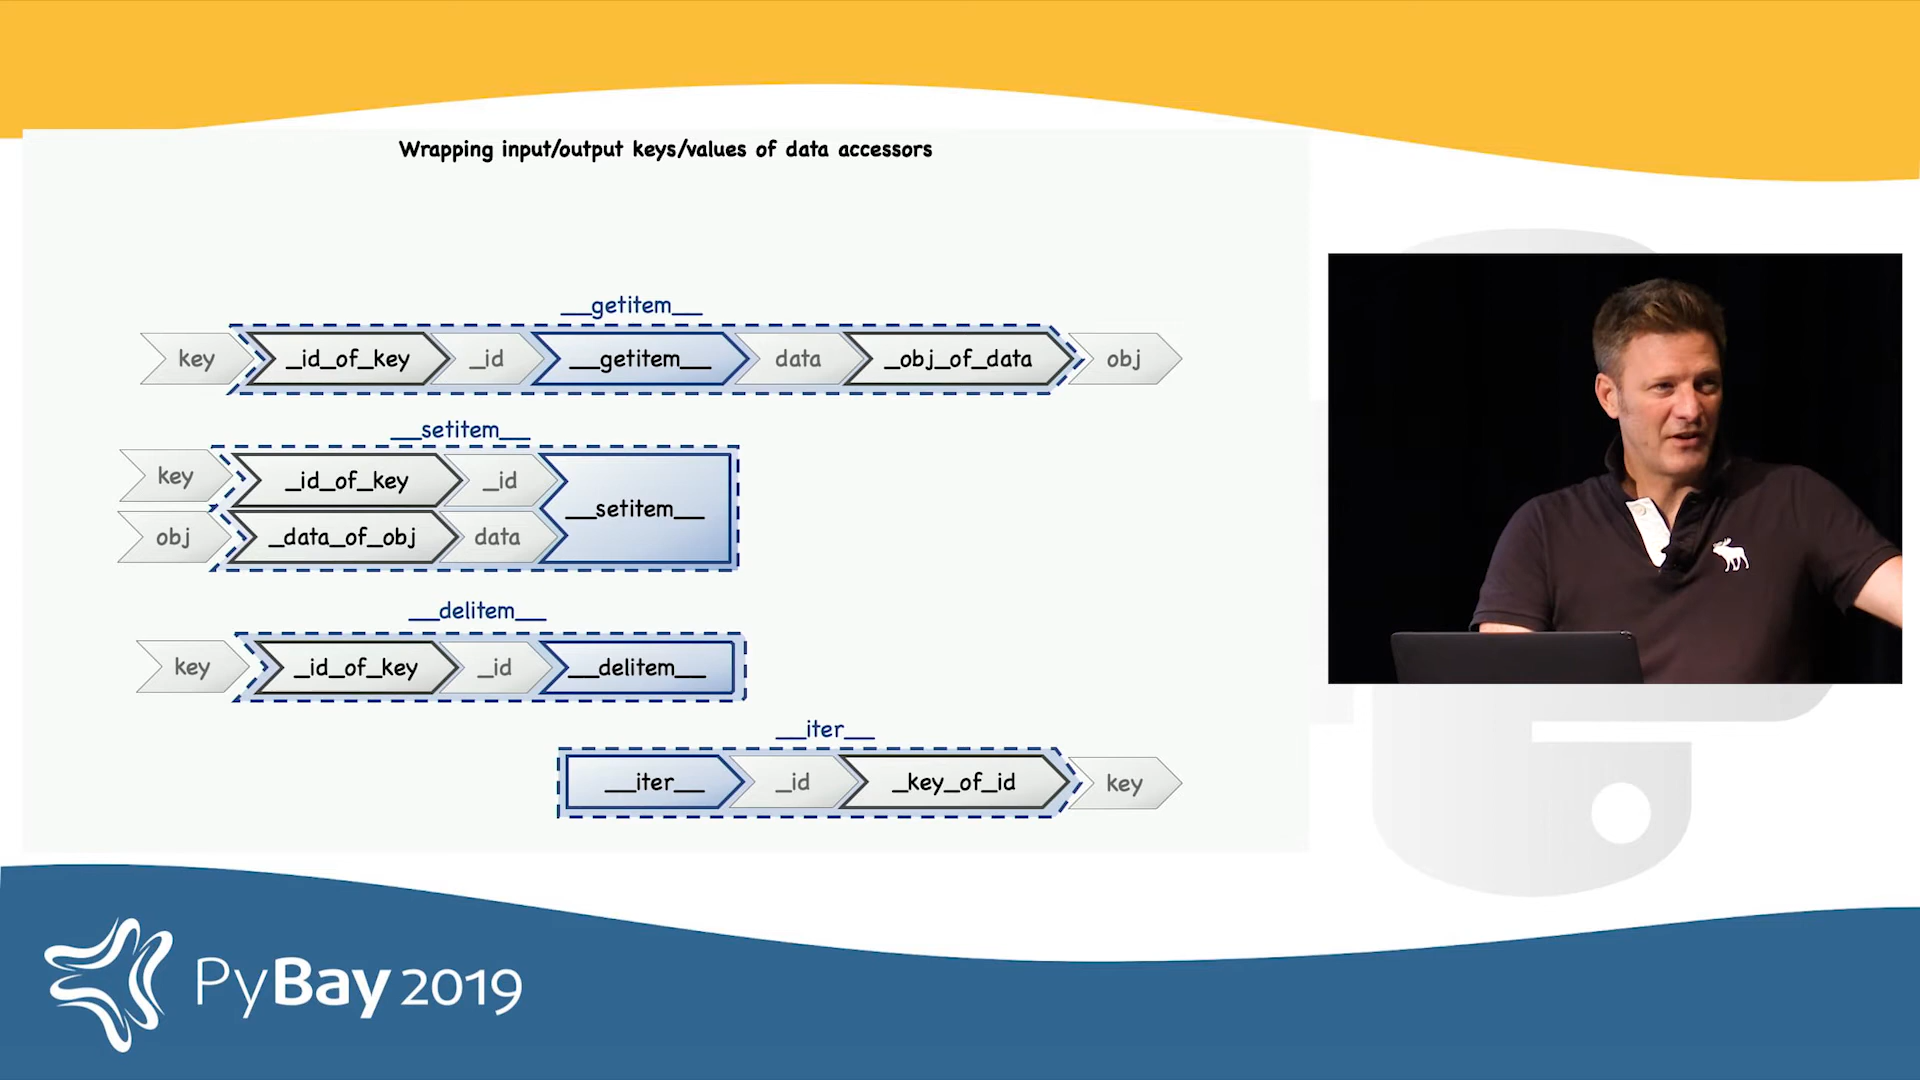 Wrapping input/output keys/values of data accessors
__getitem__
key _id_of_key _id __getitem__ data _obj_of_data obj
__setitem__
key _id_of_key _id
__setitem__
obj _data_of_obj data
__delitem__
key _id_of_key _id __delitem__
__iter__
__iter__ _id _key_of_id key
PyBay 2019